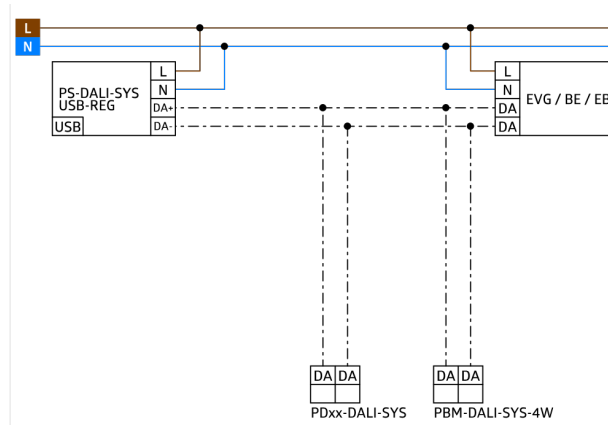 L
N
PS-DALI-SYS
USB-REG
USB
L
N
DA+
DA-
L
N
DA
DA
EVG / BE / EB
DA DA
PDxx-DALI-SYS
DA DA
PBM-DALI-SYS-4W